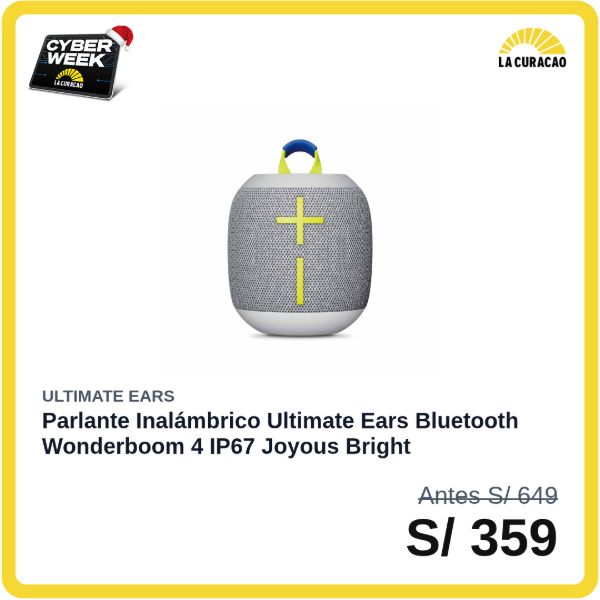 CYBER
WEEK
LA CURACAO
LA CURACAO
ULTIMATE EARS
Parlante Inalámbrico Ultimate Ears Bluetooth
Wonderboom 4 IP67 Joyous Bright
Antes S/ 649
S/ 359